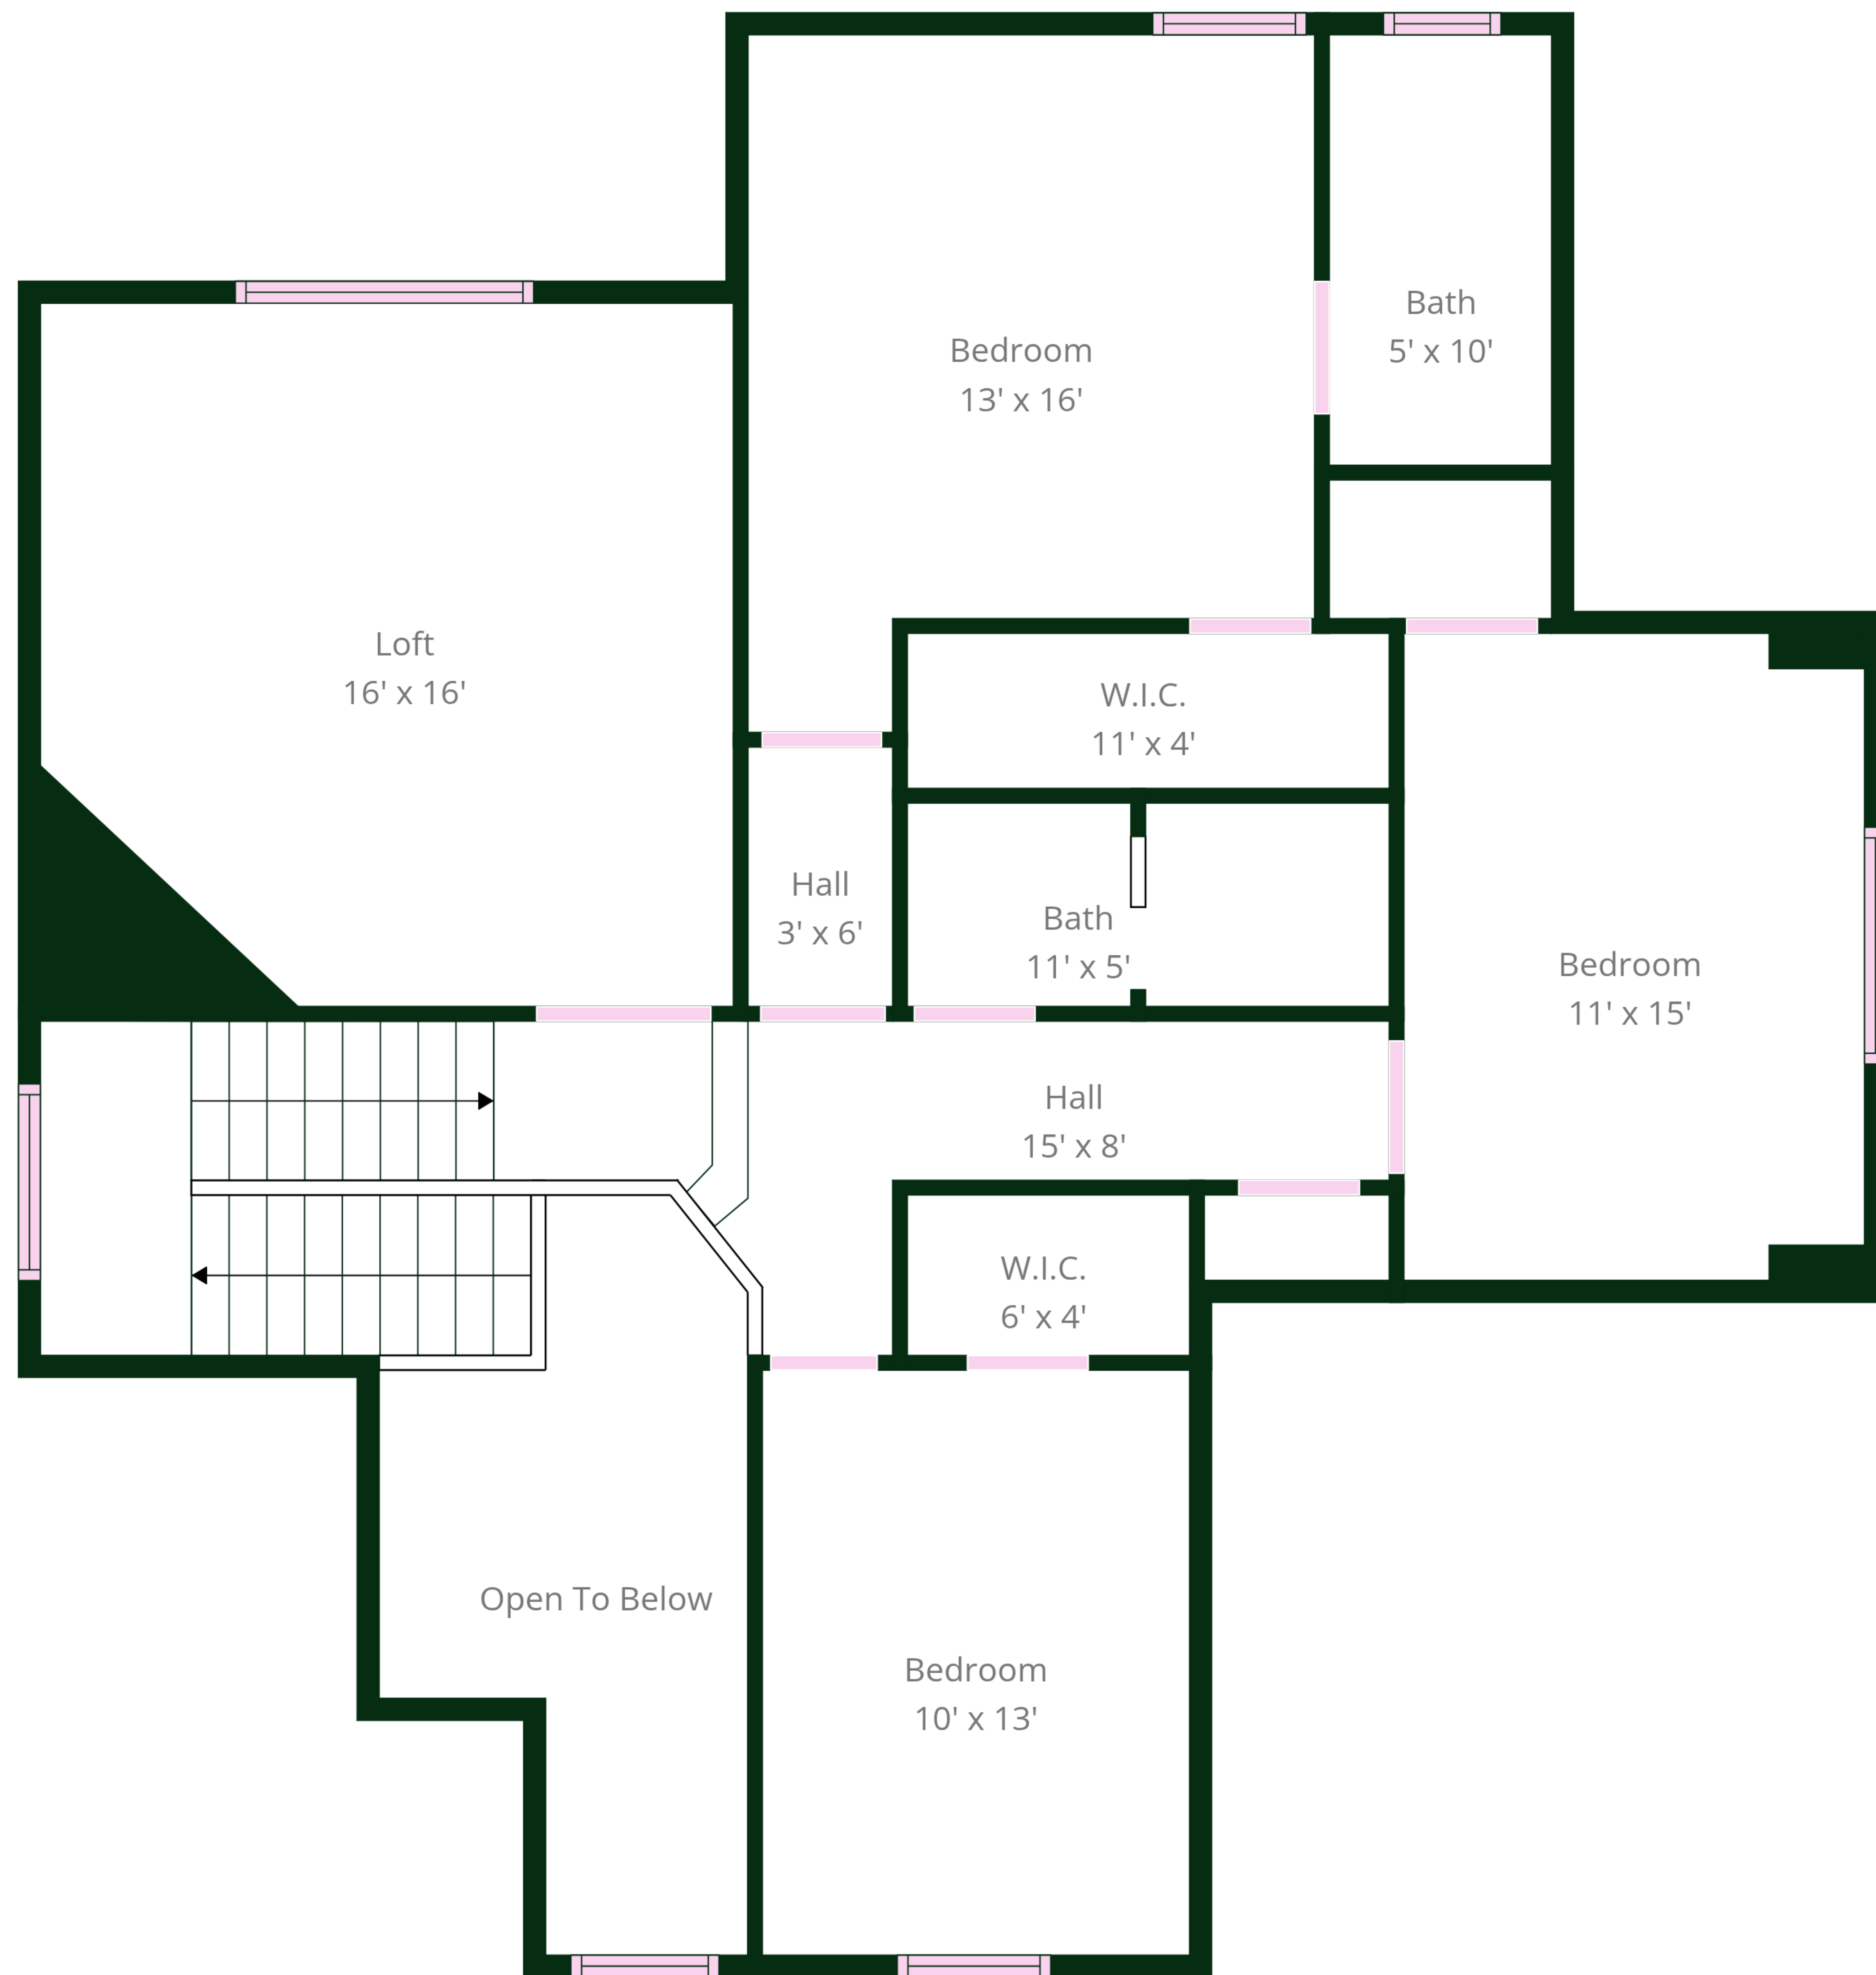 Bath
5' x 10'
Bedroom
13' x 16'
Loft
16' x 16'
W.I.C.
11' x 4'
Hall
3' x 6'
Bath
11' x 5'
Bedroom
11' x 15'
Hall
15' x 8'
W.I.C.
6' x 4'
Open To Below
Bedroom
10' x 13'